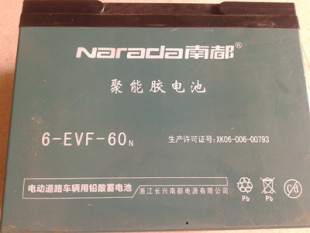 Narada南都®
聚能胶电池
6-EVF-60N
生产许可证号: XK06-006-00793
电动道路车辆用铅酸蓄电池
浙江长兴南都电源有限公司
Pb Pb